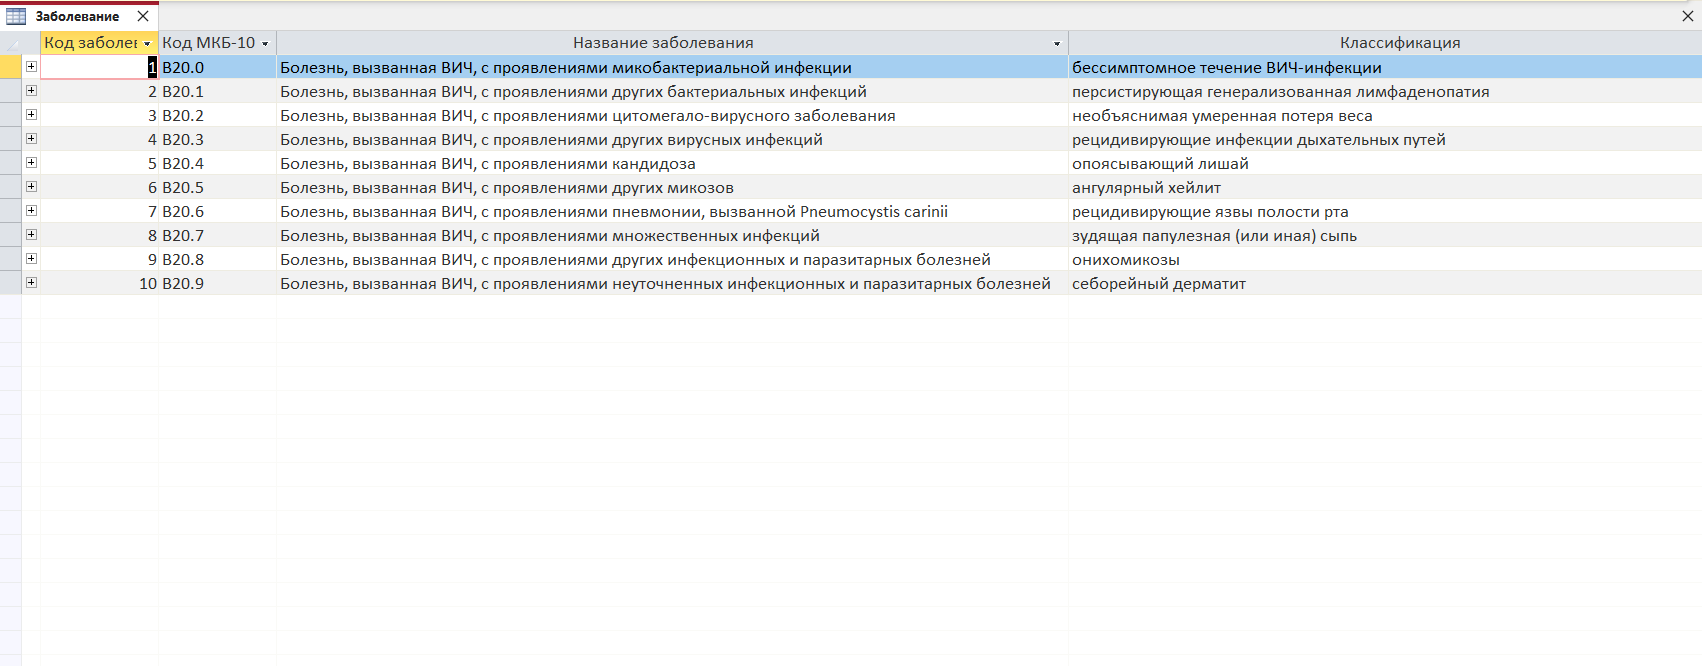 Заболевание
Код заболев Код МКБ-10 Название заболевания Классификация
1 B20.0 Болезнь, вызванная ВИЧ, с проявлениями микобактериальной инфекции бессимптомное течение ВИЧ-инфекции
2 B20.1 Болезнь, вызванная ВИЧ, с проявлениями других бактериальных инфекций персистирующая генерализованная лимфаденопатия
3 B20.2 Болезнь, вызванная ВИЧ, с проявлениями цитомегало-вирусного заболевания необъяснимая умеренная потеря веса
4 B20.3 Болезнь, вызванная ВИЧ, с проявлениями других вирусных инфекций рецидивирующие инфекции дыхательных путей
5 B20.4 Болезнь, вызванная ВИЧ, с проявлениями кандидоза опоясывающий лишай
6 B20.5 Болезнь, вызванная ВИЧ, с проявлениями других микозов ангулярный хейлит
7 B20.6 Болезнь, вызванная ВИЧ, с проявлениями пневмонии, вызванной Pneumocystis carinii рецидивирующие язвы полости рта
8 B20.7 Болезнь, вызванная ВИЧ, с проявлениями множественных инфекций зудящая папулезная (или иная) сыпь
9 B20.8 Болезнь, вызванная ВИЧ, с проявлениями других инфекционных и паразитарных болезней онихомикозы
10 B20.9 Болезнь, вызванная ВИЧ, с проявлениями неуточненных инфекционных и паразитарных болезней себорейный дерматит